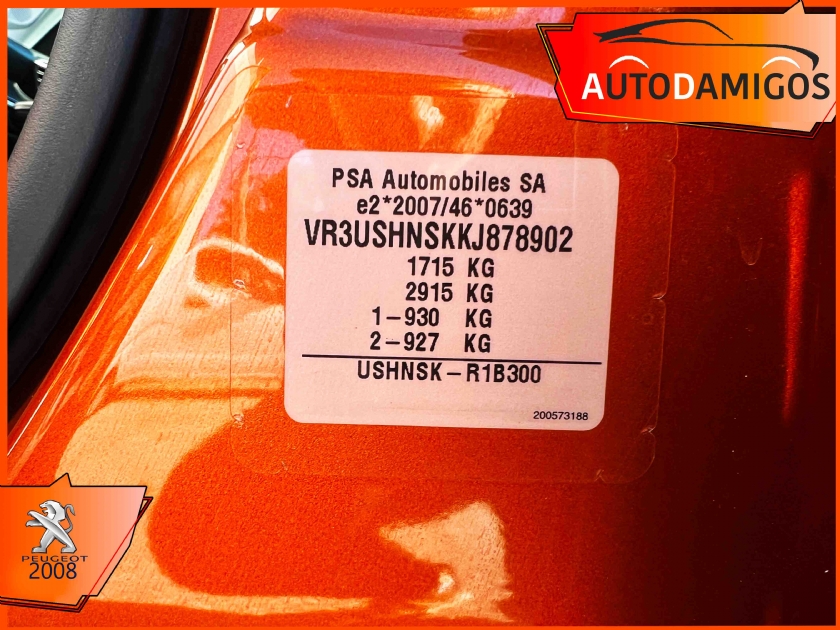 AUTODAMIGOS
PSA Automobiles SA
e2*2007/46*0639
VR3USHNSKKJ878902
1715 KG
2915 KG
1-930 KG
2-927 KG
USHNSK-R1B300
200573188
PEUGEOT
2008